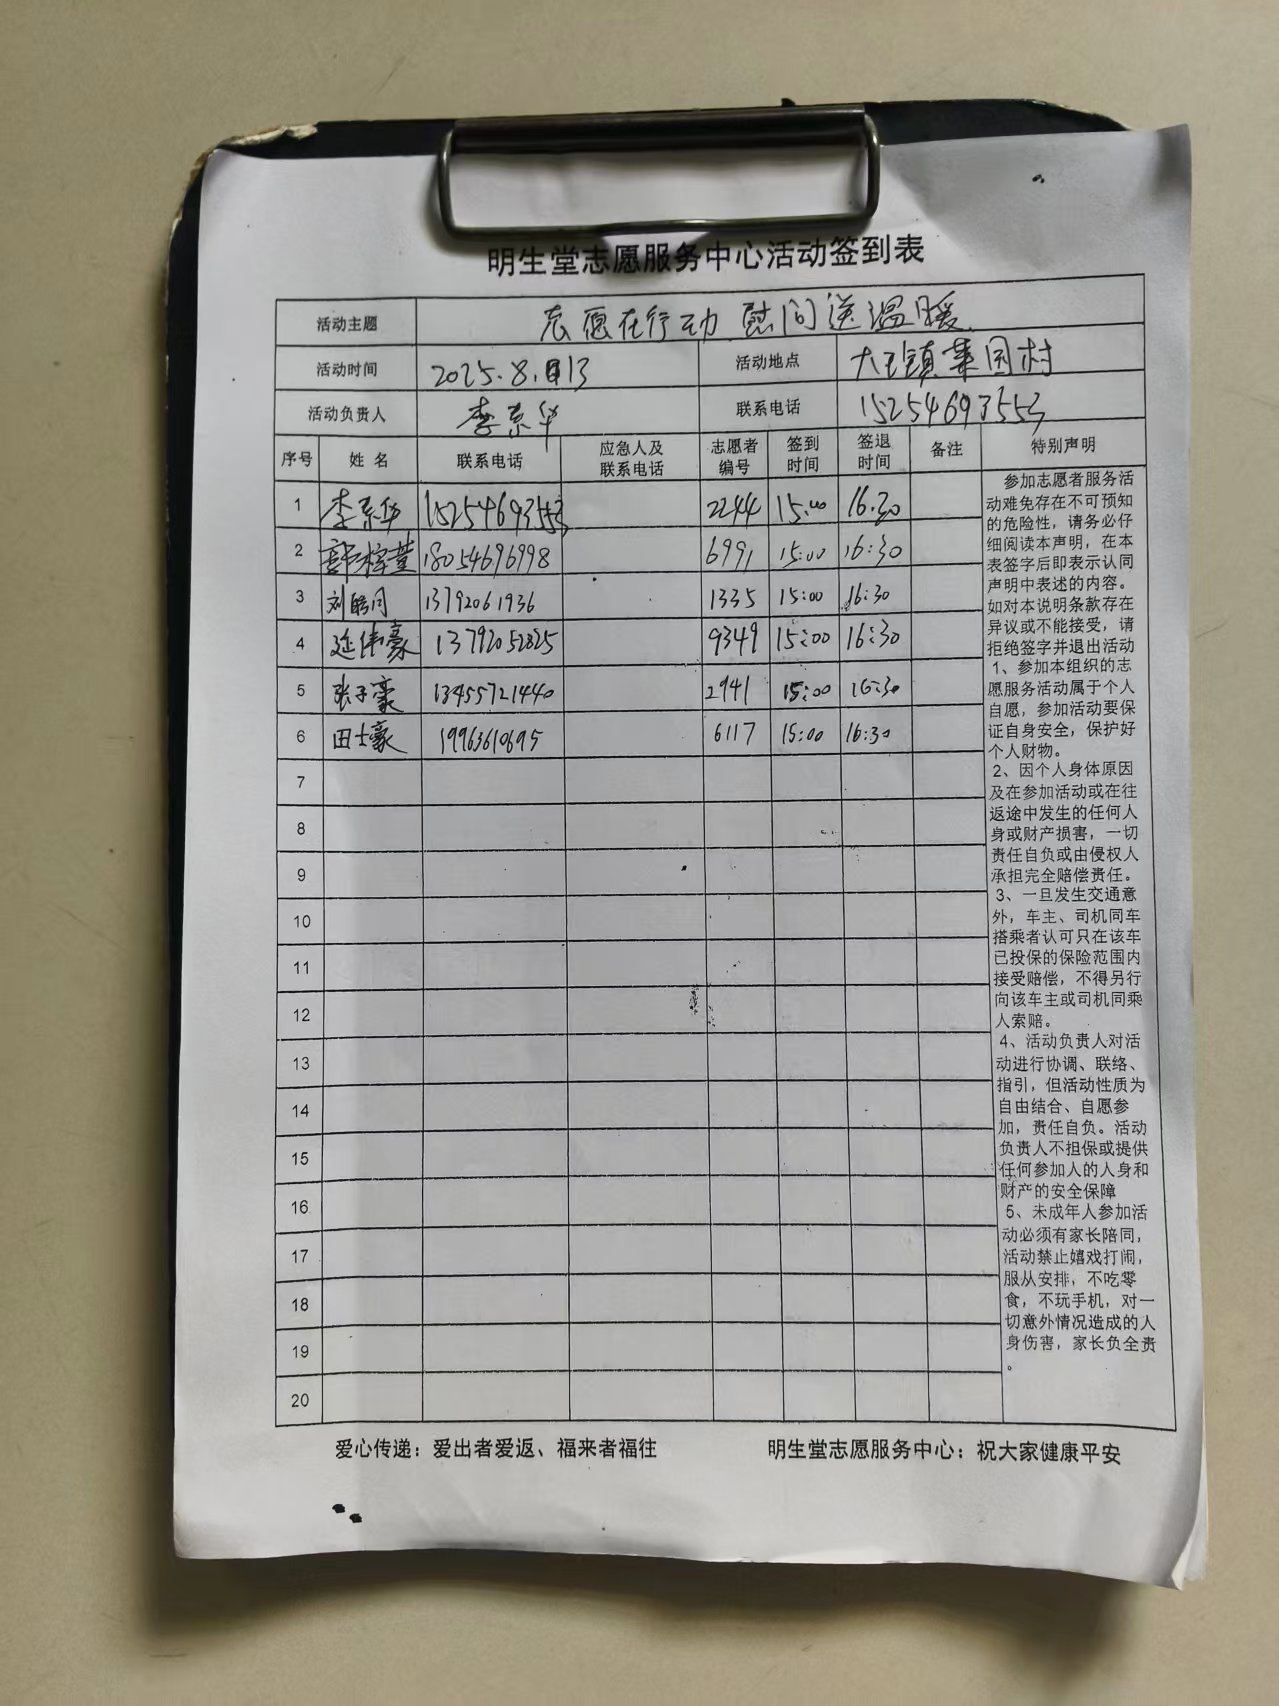 明生堂志愿服务中心活动签到表
活动主题 志愿在行动 慰问送温暖
活动时间 2025.8.13 活动地点 大王镇菜园村
活动负责人 李京华 联系电话 15254693553
序号 姓名 联系电话 应急人及联系电话 志愿者编号 签到时间 签退时间 备注 特别声明
1 李京华 15254693553 2244 15:00 16:30
2 18054696998 6991 15:00 16:30
3 13792061936 1335 15:00 16:30
4 延伟豪 13792052825 9349 15:00 16:30
5 张子豪 13455721440 2941 15:00 16:30
6 田士豪 19963610695 6117 15:00 16:30
7
8
9
10
11
12
13
14
15
16
17
18
19
20
参加志愿者服务活
动难免存在不可预知
的危险性，请务必仔
细阅读本声明，在本
表签字后即表示认同
声明中表述的内容。
如对本说明条款存在
异议或不能接受，请
拒绝签字并退出活动
1、参加本组织的志
愿服务活动属于个人
自愿，参加活动要保
证自身安全，保护好
个人财物。
2、因个人身体原因
及在参加活动或在往
返途中发生的任何人
身或财产损害，一切
责任自负或由侵权人
承担完全赔偿责任。
3、一旦发生交通意
外，车主、司机同车
搭乘者认可只在该车
已投保的保险范围内
接受赔偿，不得另行
向该车主或司机同乘
人索赔。
4、活动负责人对活
动进行协调、联络、
指引，但活动性质为
自由结合、自愿参
加，责任自负。活动
负责人不担保或提供
任何参加人的人身和
财产的安全保障
5、未成年人参加活
动必须有家长陪同，
活动禁止嬉戏打闹，
服从安排，不吃零
食，不玩手机，对一
切意外情况造成的人
身伤害，家长负全责
。
爱心传递：爱出者爱返、福来者福往 明生堂志愿服务中心：祝大家健康平安